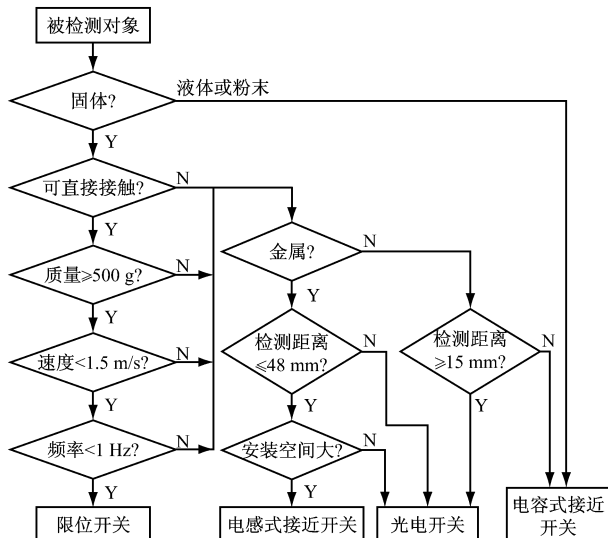 被检测对象
固体?
液体或粉末
Y
可直接接触?
N
Y
金属?
N
质量≥500 g?
N
Y
Y
速度<1.5 m/s?
N
检测距离
≤48 mm?
N
检测距离
≥15 mm?
N
Y
Y
Y
频率<1 Hz?
N
安装空间大?
N
Y
Y
限位开关
电感式接近开关
光电开关
电容式接近
开关